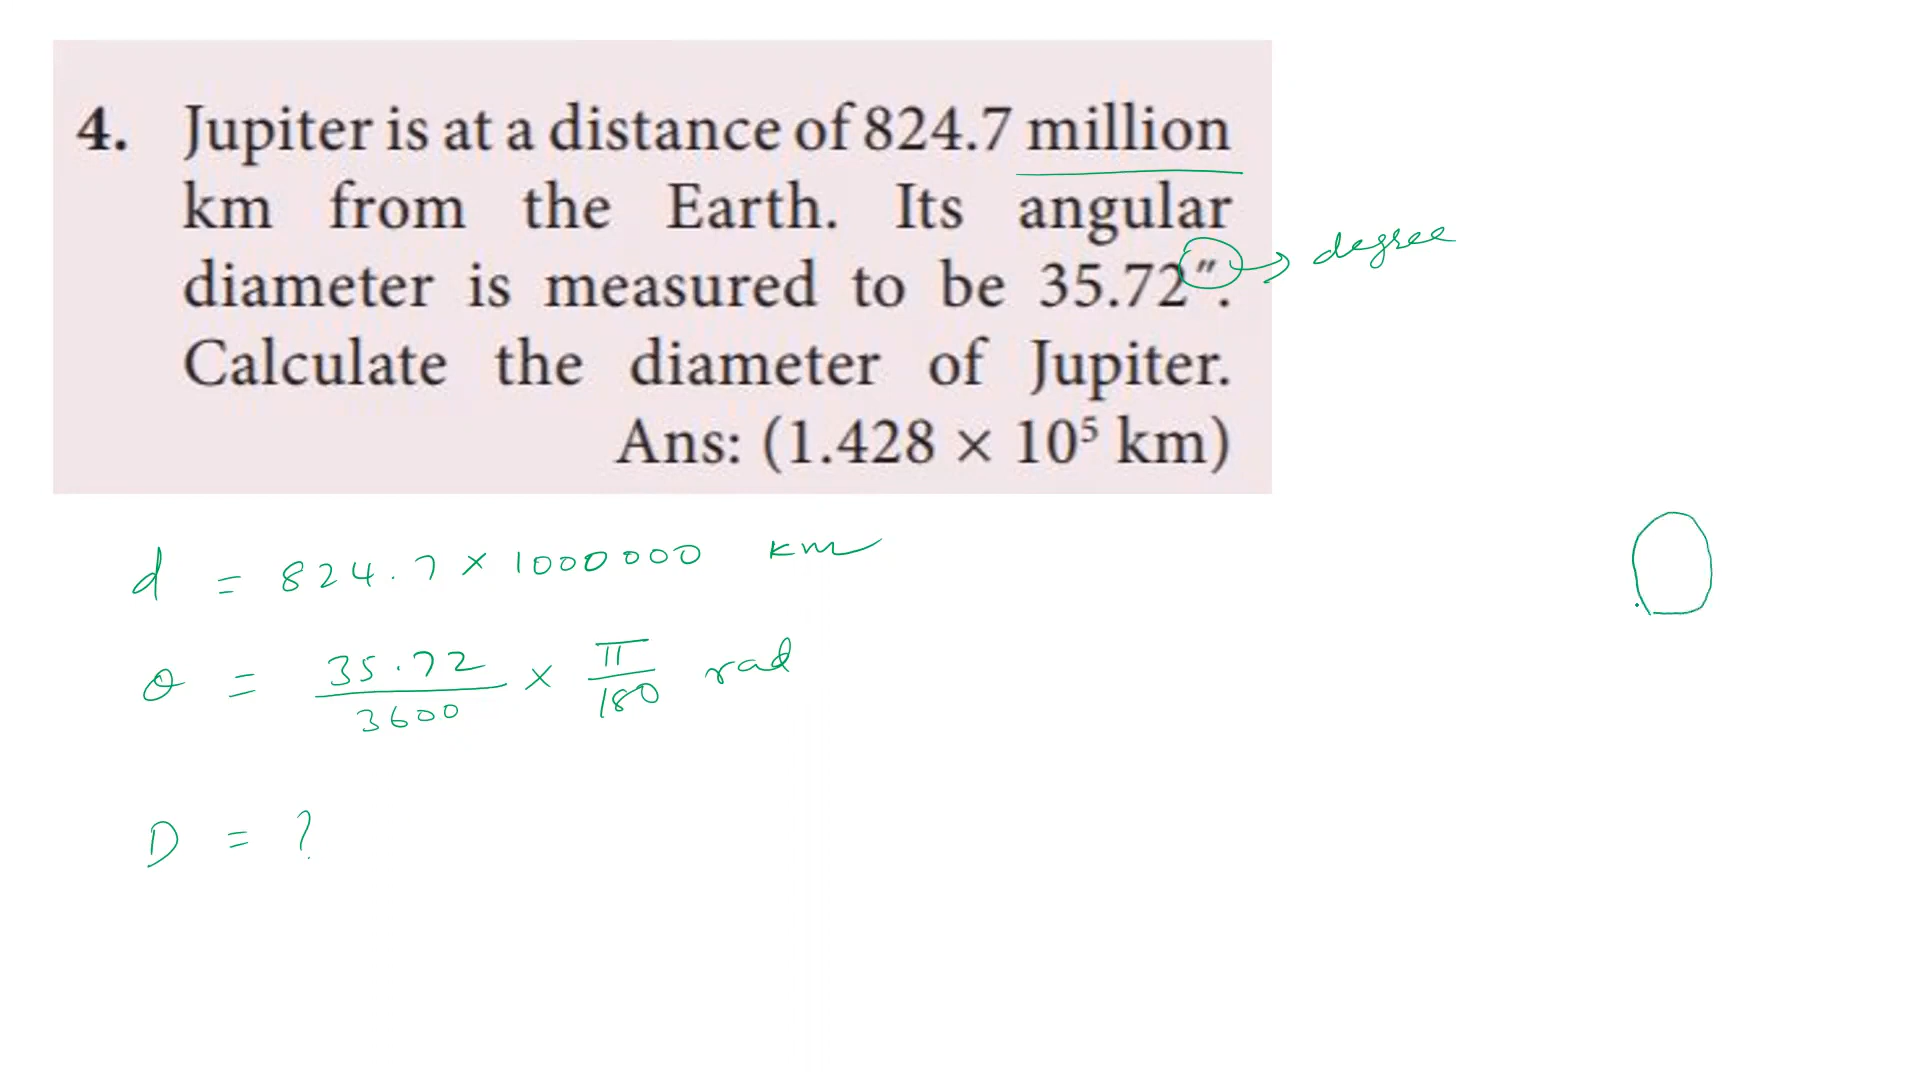 4. Jupiter is at a distance of 824.7 million
km from the Earth. Its angular
diameter is measured to be 35.72″.
→ degree
Calculate the diameter of Jupiter.
Ans: (1.428 × 10⁵ km)
d = 824.7 × 1000000 km
θ = 35.72/3600 × π/180 rad
D = ?